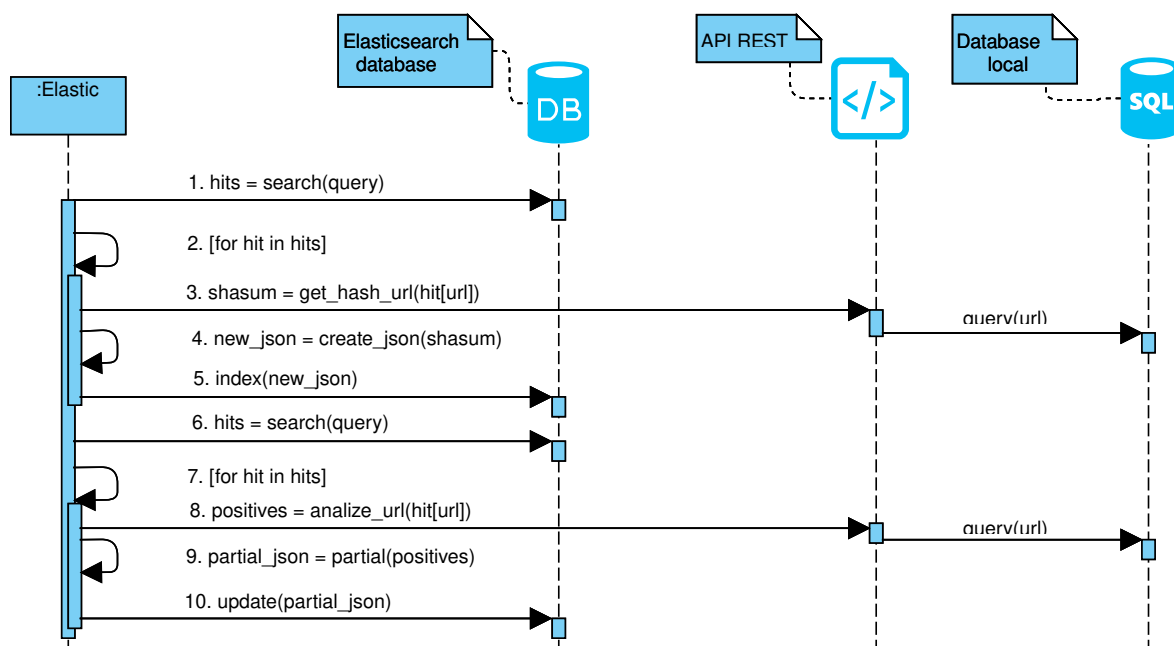 Elasticsearch
database
API REST
Database
local
:Elastic
DB
</>
SQL
1. hits = search(query)
2. [for hit in hits]
3. shasum = get_hash_url(hit[url])
query(url)
4. new_json = create_json(shasum)
5. index(new_json)
6. hits = search(query)
7. [for hit in hits]
8. positives = analize_url(hit[url])
query(url)
9. partial_json = partial(positives)
10. update(partial_json)